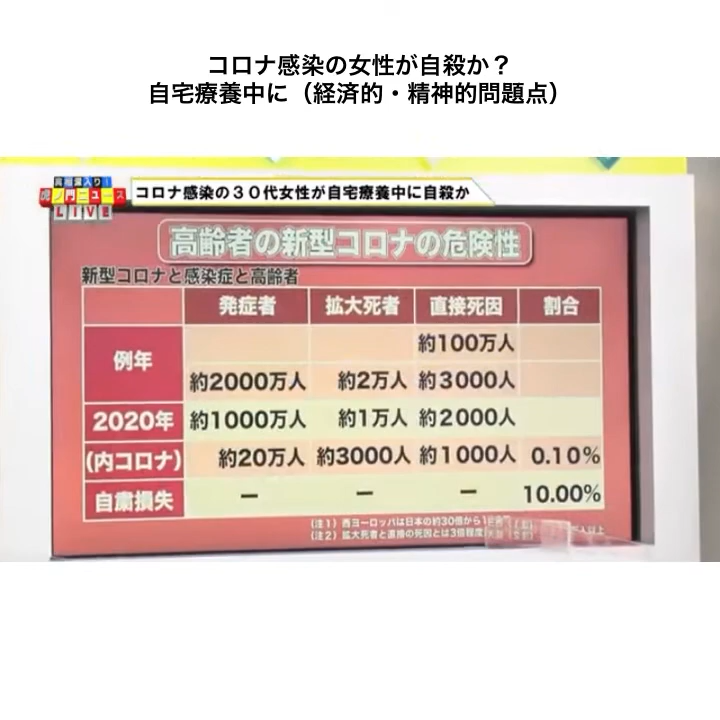 コロナ感染の女性が自殺か？
自宅療養中に（経済的・精神的問題点）
虎ノ門ニュース
LIVE
コロナ感染の３０代女性が自宅療養中に自殺か
高齢者の新型コロナの危険性
新型コロナと感染症と高齢者
発症者 拡大死者 直接死因 割合
例年 約100万人
約2000万人 約2万人 約3000人
2020年 約1000万人 約1万人 約2000人
(内コロナ) 約20万人 約3000人 約1000人 0.10%
自粛損失 ー ー ー 10.00%
(注1) 西ヨーロッパは日本の約30倍から1
(注2) 拡大死者と直接の死因とは3倍程度